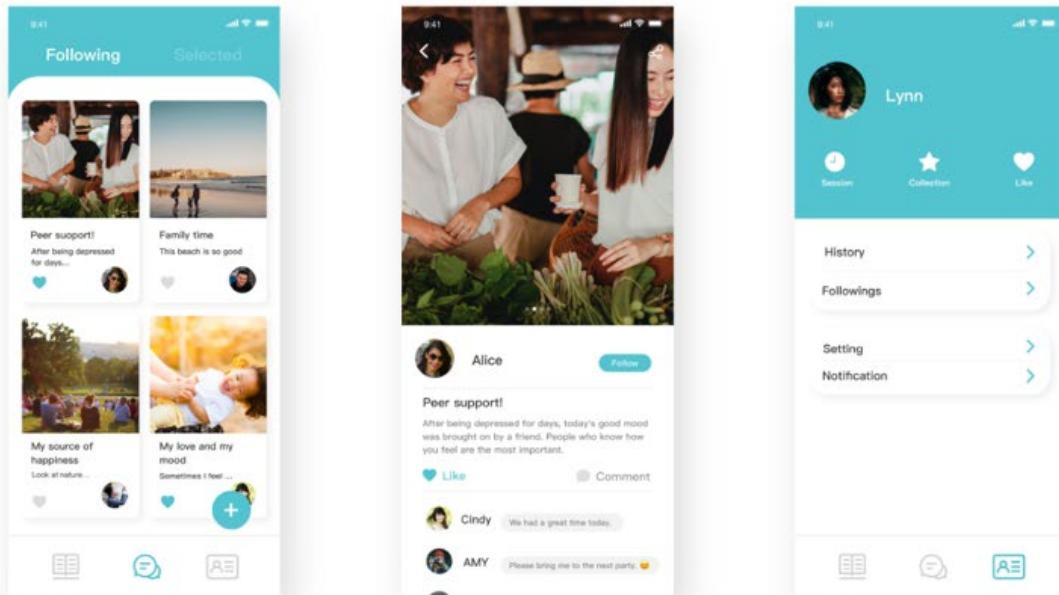 9:41
Following
Selected
Peer suoport!
After being depressed
for days...
Family time
This beach is so good
My source of
happiness
Look at nature...
My love and my
mood
Sometimes I feel ...
+
9:41
Alice
Follow
Peer support!
After being depressed for days, today's good mood
was brought on by a friend. People who know how
you feel are the most important.
Like
Comment
Cindy
We had a great time today.
AMY
Please bring me to the next party. 😊
9:41
Lynn
Session
Collection
Like
History
Followings
Setting
Notification